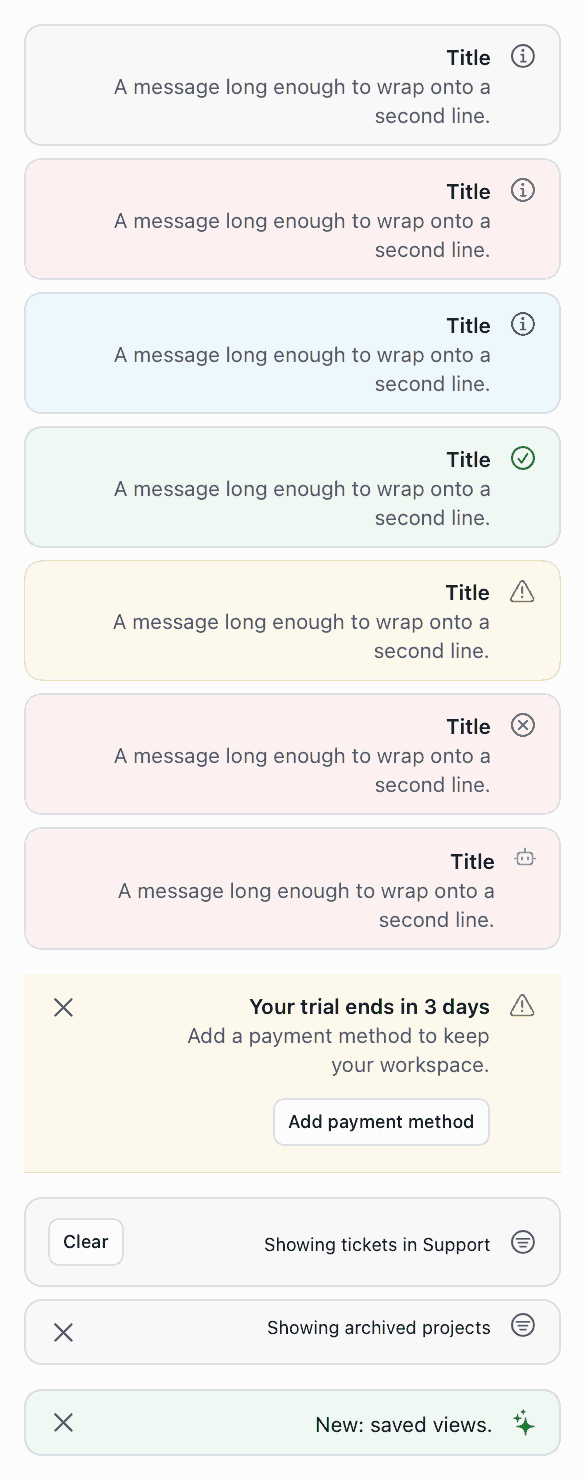 Title
A message long enough to wrap onto a
second line.
Title
A message long enough to wrap onto a
second line.
Title
A message long enough to wrap onto a
second line.
Title
A message long enough to wrap onto a
second line.
Title
A message long enough to wrap onto a
second line.
Title
A message long enough to wrap onto a
second line.
Title
A message long enough to wrap onto a
second line.
Your trial ends in 3 days
Add a payment method to keep
your workspace.
Add payment method
Clear
Showing tickets in Support
Showing archived projects
New: saved views.